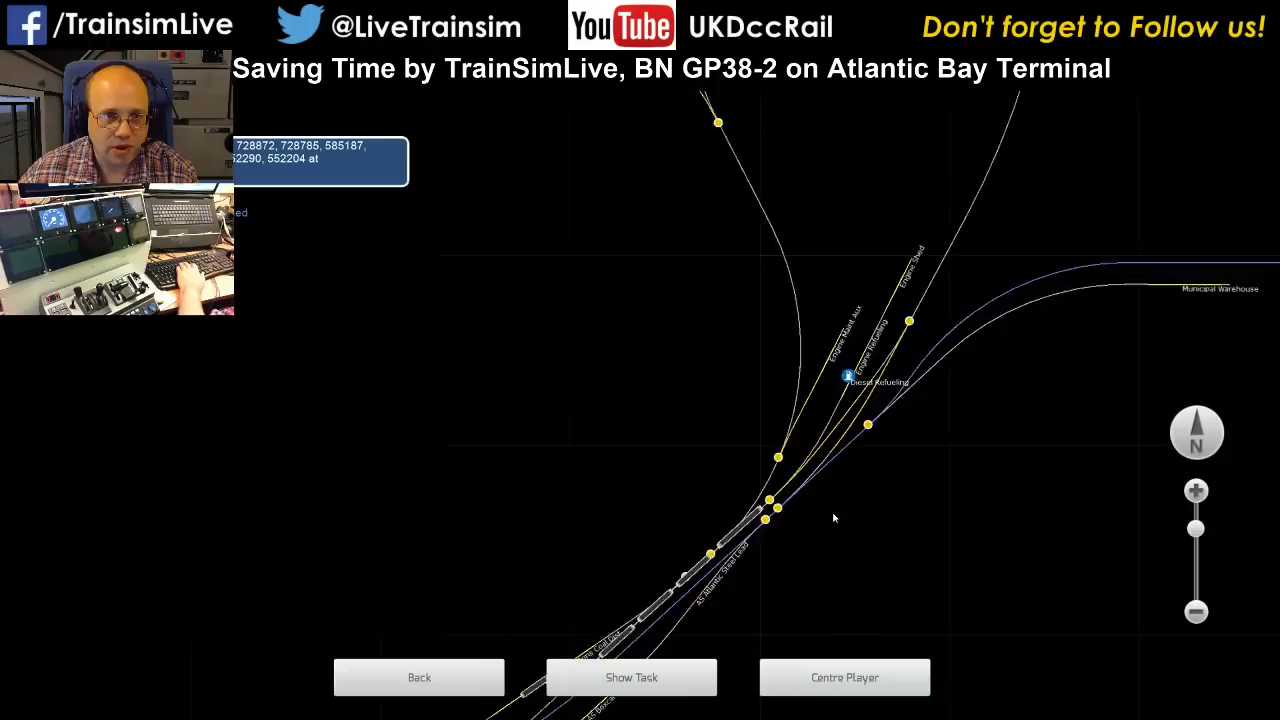 /TrainsimLive
@LiveTrainsim
YouTube
UKDccRail
Don't forget to Follow us!
Saving Time by TrainSimLive, BN GP38-2 on Atlantic Bay Terminal
728872, 728785, 585187,
552204 at
Engine Shed
Engine Maint Aux
Engine Refueling
Diesel Refueling
Municipal Warehouse
N
AS Atlantic Steel Lead
Back
Show Task
Centre Player